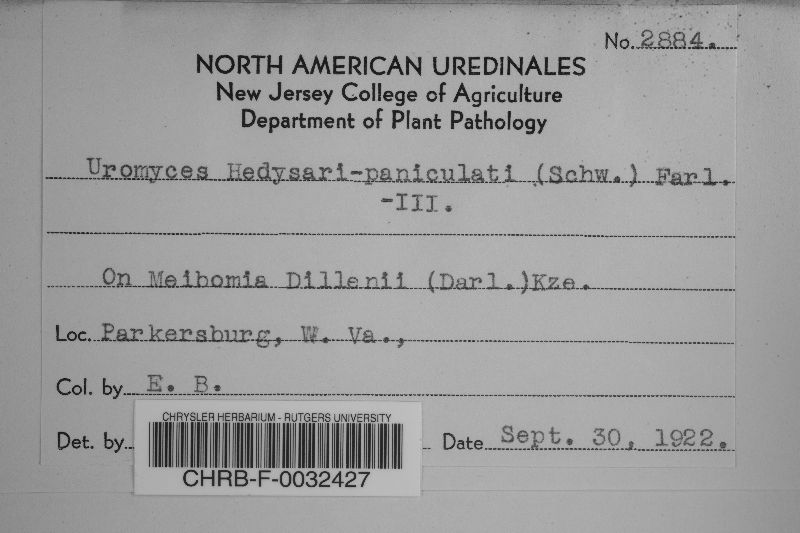 No. 2884.
NORTH AMERICAN UREDINALES
New Jersey College of Agriculture
Department of Plant Pathology
Uromyces Hedysari-paniculati (Schw.) Farl.
-III.
On Meibomia Dillenii (Darl.)Kze.
Loc. Parkersburg, W. Va.,
Col. by E. B.
Det. by
Date Sept. 30, 1922.
CHRYSLER HERBARIUM - RUTGERS UNIVERSITY
CHRB-F-0032427